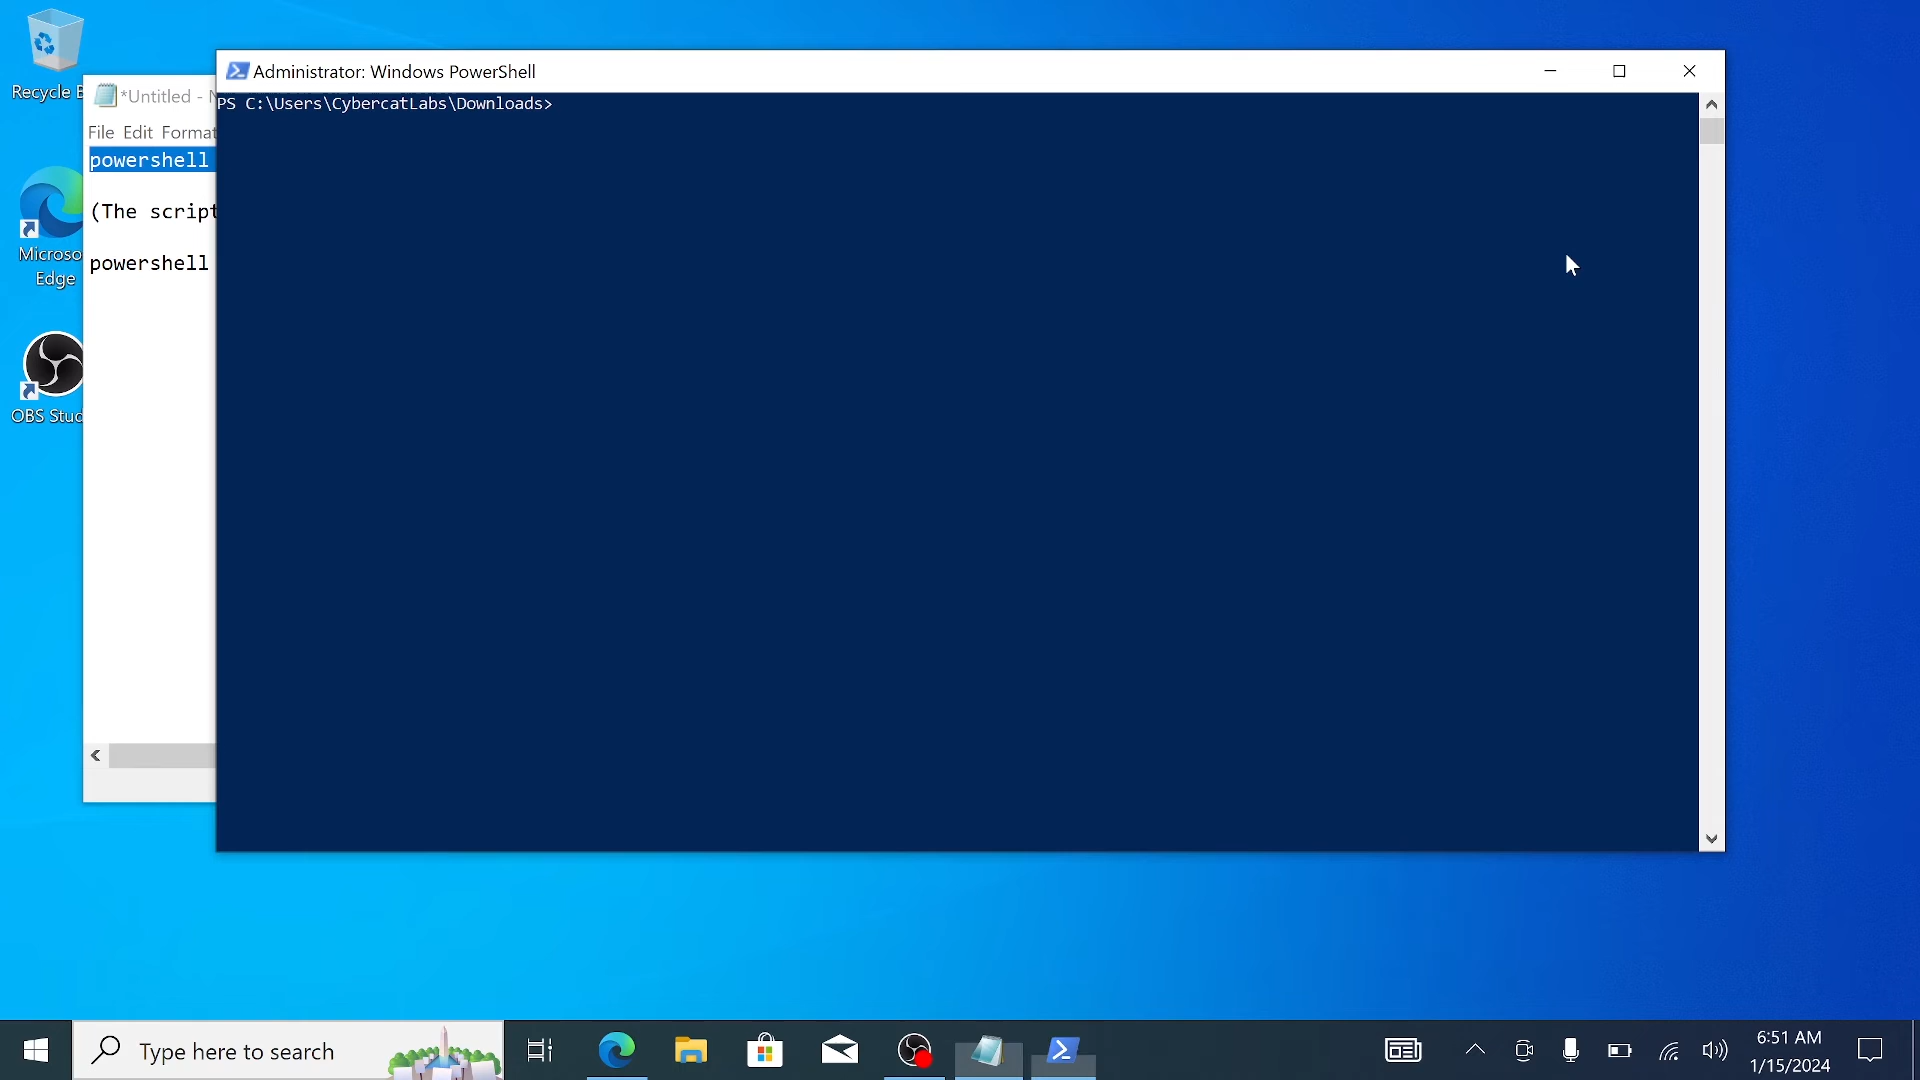 Recycle B
*Untitled - N
Administrator: Windows PowerShell
File Edit Format
PS C:\Users\CybercatLabs\Downloads>
powershell
(The script
powershell
Microso
Edge
OBS Stud
Type here to search
6:51 AM
1/15/2024